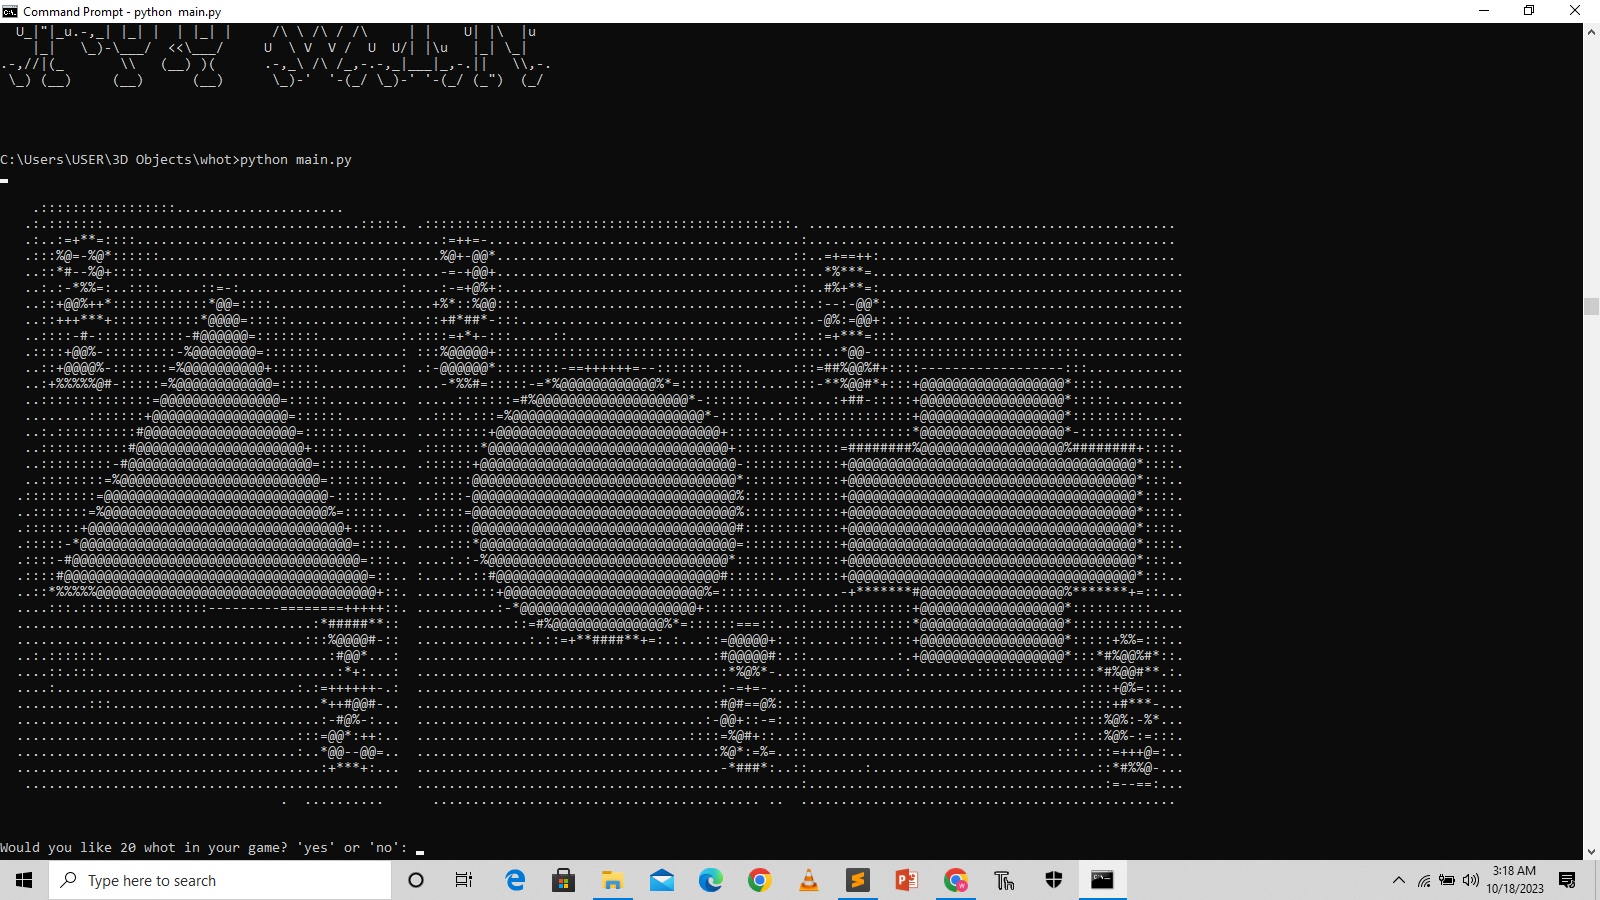 Command Prompt - python  main.py
C:\Users\USER\3D Objects\whot>python main.py
Would you like 20 whot in your game? 'yes' or 'no':
Type here to search
3:18 AM
10/18/2023